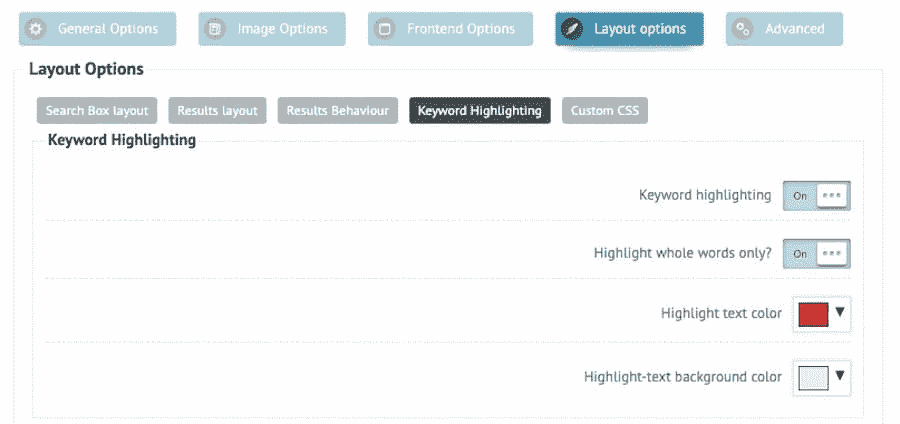 General Options Image Options Frontend Options Layout options Advanced
Layout Options
Search Box layout Results layout Results Behaviour Keyword Highlighting Custom CSS
Keyword Highlighting
Keyword highlighting On
Highlight whole words only? On
Highlight text color
Highlight-text background color